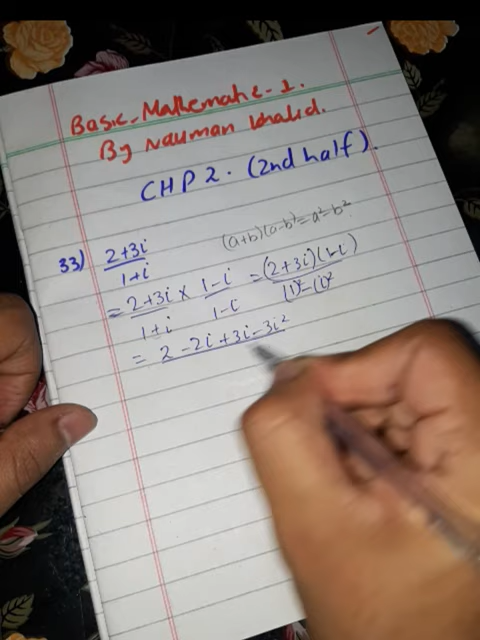 Basic-Mathematic-1.
By Nauman Khalid.
CHP 2. (2nd half).
(a+b)(a-b)=a²-b²
33) 2+3i
1+i
= 2+3i × 1-i = (2+3i)(1-i)
1+i 1-i (1)²-(i)²
= 2-2i+3i-3i²